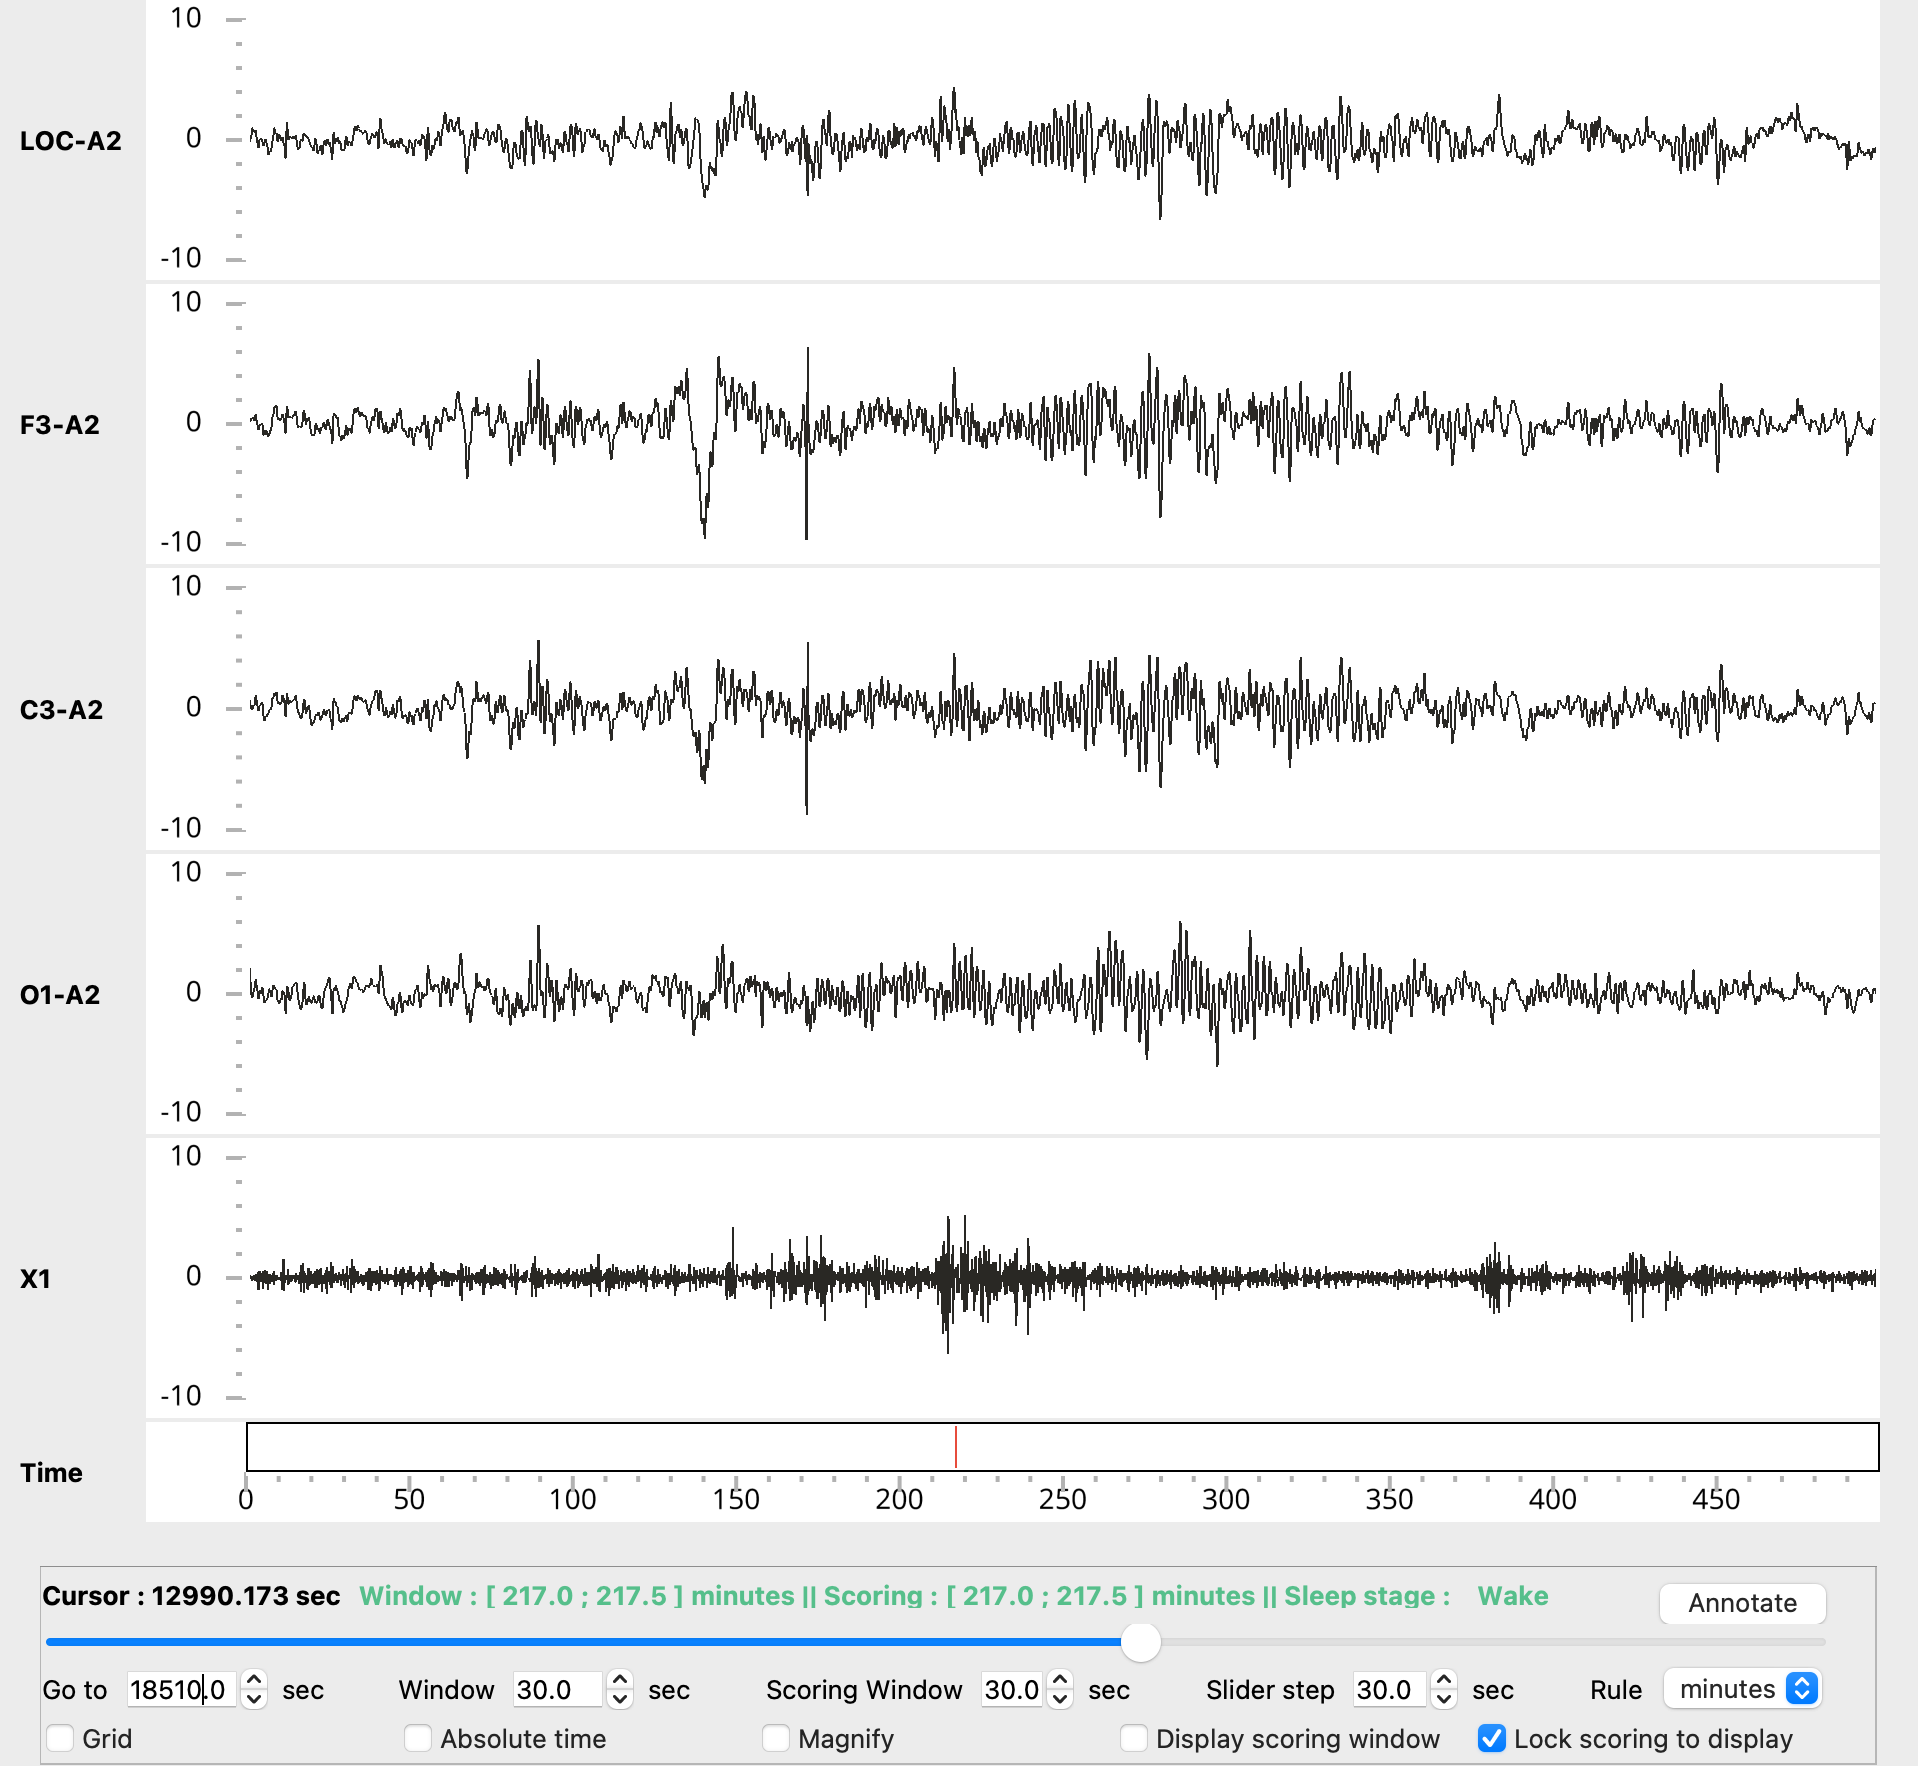 10
LOC-A2 0
-10
10
F3-A2 0
-10
10
C3-A2 0
-10
10
O1-A2 0
-10
10
X1 0
-10
Time
0 50 100 150 200 250 300 350 400 450
Cursor : 12990.173 sec Window : [ 217.0 ; 217.5 ] minutes || Scoring : [ 217.0 ; 217.5 ] minutes || Sleep stage : Wake Annotate
Go to 18510.0 sec Window 30.0 sec Scoring Window 30.0 sec Slider step 30.0 sec Rule minutes
Grid Absolute time Magnify Display scoring window Lock scoring to display